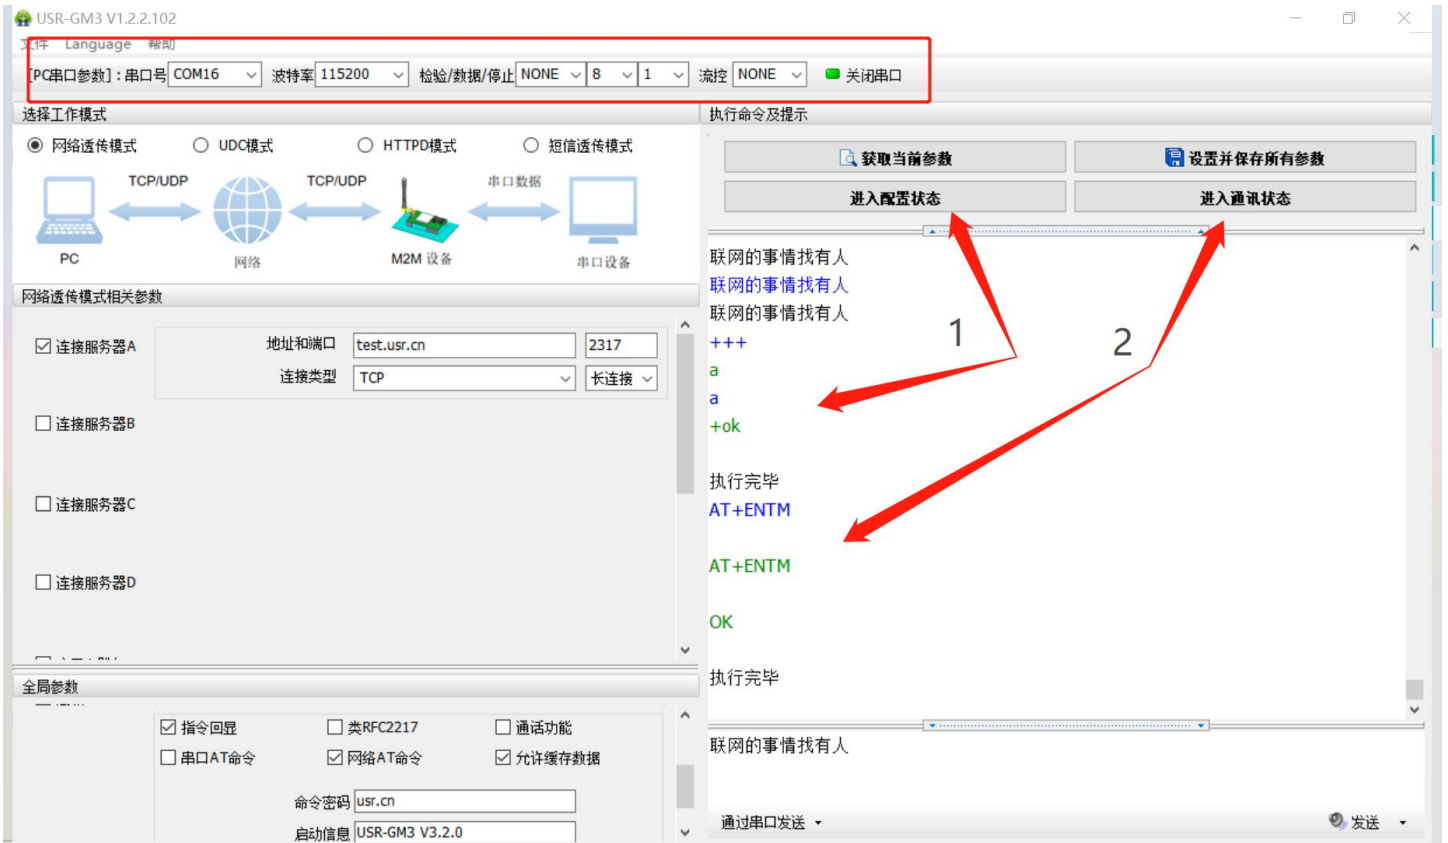 USR-GM3 V1.2.2.102
文件 Language 帮助
[PC串口参数]：串口号 COM16 波特率 115200 检验/数据/停止 NONE 8 1 流控 NONE 关闭串口
选择工作模式
网络透传模式 UDC模式 HTTPD模式 短信透传模式
TCP/UDP TCP/UDP 串口数据
PC 网络 M2M 设备 串口设备
网络透传模式相关参数
连接服务器A 地址和端口 test.usr.cn 2317
连接类型 TCP 长连接
连接服务器B
连接服务器C
连接服务器D
全局参数
指令回显 类RFC2217 通话功能
串口AT命令 网络AT命令 允许缓存数据
命令密码 usr.cn
启动信息 USR-GM3 V3.2.0
执行命令及提示
获取当前参数 设置并保存所有参数
进入配置状态 进入通讯状态
联网的事情找有人
联网的事情找有人
联网的事情找有人
+++
1 2
a
a
+ok
执行完毕
AT+ENTM
AT+ENTM
OK
执行完毕
联网的事情找有人
通过串口发送 发送